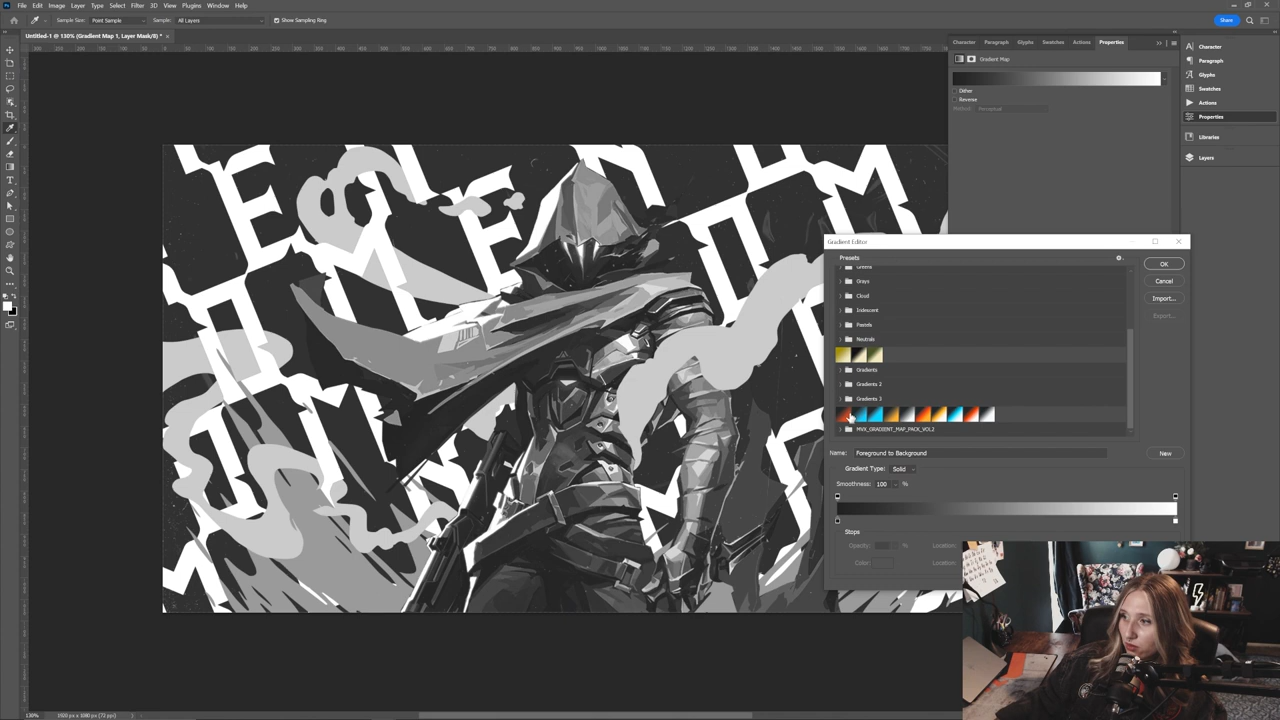 File Edit Image Layer Type Select Filter 3D View Plugins Window Help
Sample Size: Point Sample Sample: All Layers Show Sampling Ring
Share
Untitled-1 @ 130% (Gradient Map 1, Layer Mask/8) *
Character Paragraph Glyphs Swatches Actions Properties
Gradient Map
Dither
Reverse
Method: Perceptual
Character
Paragraph
Glyphs
Swatches
Actions
Properties
Libraries
Layers
Gradient Editor
Presets
Greens
Grays
Cloud
Iridescent
Pastels
Neutrals
Gradients
Gradients 2
Gradients 3
MVX_GRADIENT_MAP_PACK_VOL2
OK
Cancel
Import...
Export...
Name: Foreground to Background
New
Gradient Type: Solid
Smoothness: 100 %
Stops
Opacity: % Location:
Color: Location:
130% 1920 px x 1080 px (72 ppi)